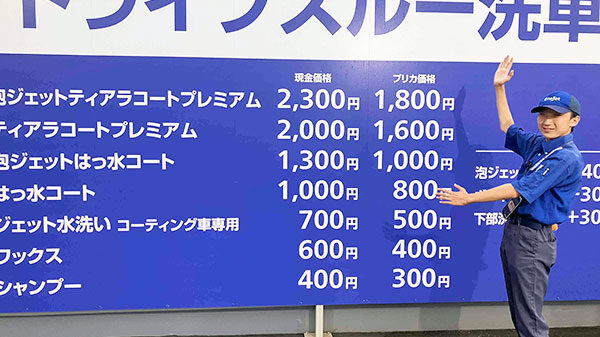 ドライブスルー洗車
現金価格 プリカ価格
泡ジェットティアラコートプレミアム 2,300円 1,800円
ティアラコートプレミアム 2,000円 1,600円
泡ジェットはっ水コート 1,300円 1,000円
はっ水コート 1,000円 800
ジェット水洗い コーティング車専用 700円 500円
ワックス 600円 400円
シャンプー 400円 300円
泡ジェ 40
30
下部洗 +30